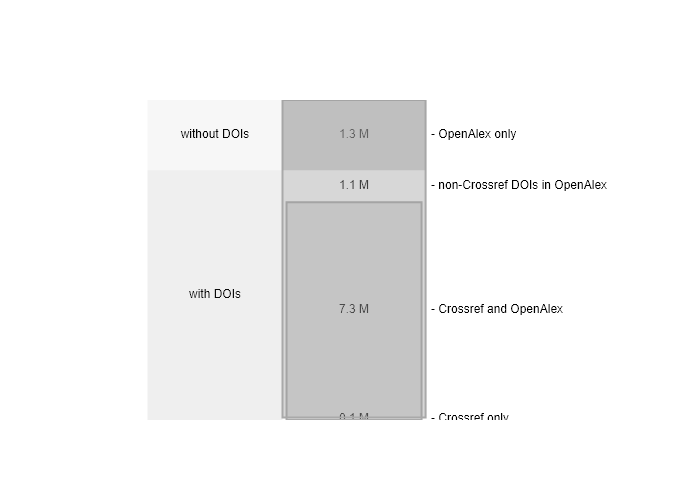 without DOIs 1.3 M - OpenAlex only
1.1 M - non-Crossref DOIs in OpenAlex
with DOIs
7.3 M - Crossref and OpenAlex
0.1 M - Crossref only